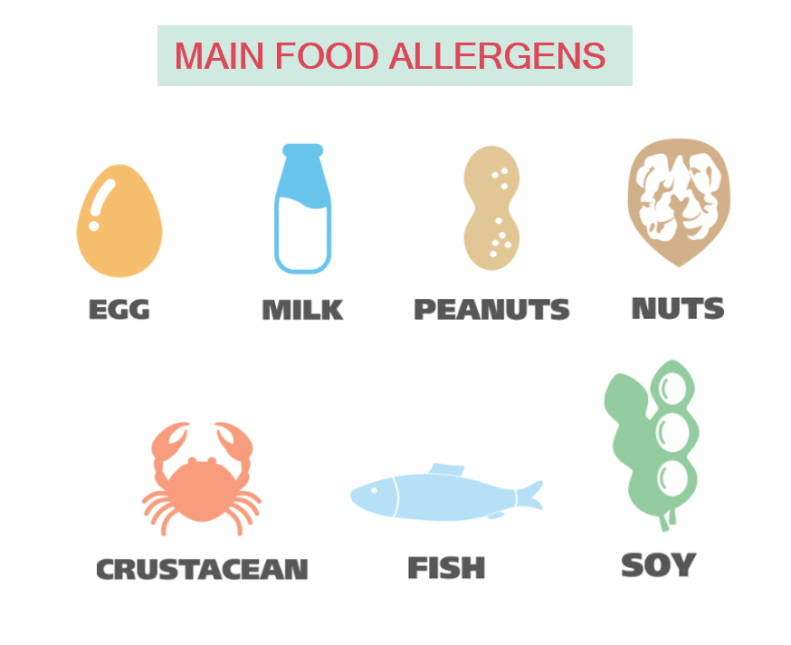 MAIN FOOD ALLERGENS
EGG
MILK
PEANUTS
NUTS
CRUSTACEAN
FISH
SOY